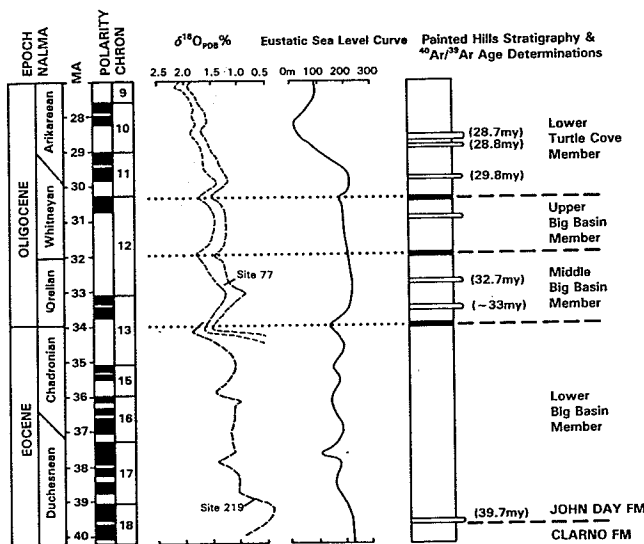 EPOCH
NALMA
MA
POLARITY
CHRON
δ¹⁸O PDB%
2.5 2.0 1.5 1.0 0.5
Eustatic Sea Level Curve
0m 100 200 300
Painted Hills Stratigraphy &
⁴⁰Ar/³⁹Ar Age Determinations
OLIGOCENE
EOCENE
Arikareean
Whitneyan
Orellan
Chadronian
Duchesnean
28
29
30
31
32
33
34
35
36
37
38
39
40
9
10
11
12
13
15
16
17
18
Site 77
Site 219
(28.7my)
(28.8my)
(29.8my)
(32.7my)
(~33my)
(39.7my)
Lower
Turtle Cove
Member
Upper
Big Basin
Member
Middle
Big Basin
Member
Lower
Big Basin
Member
JOHN DAY FM
CLARNO FM